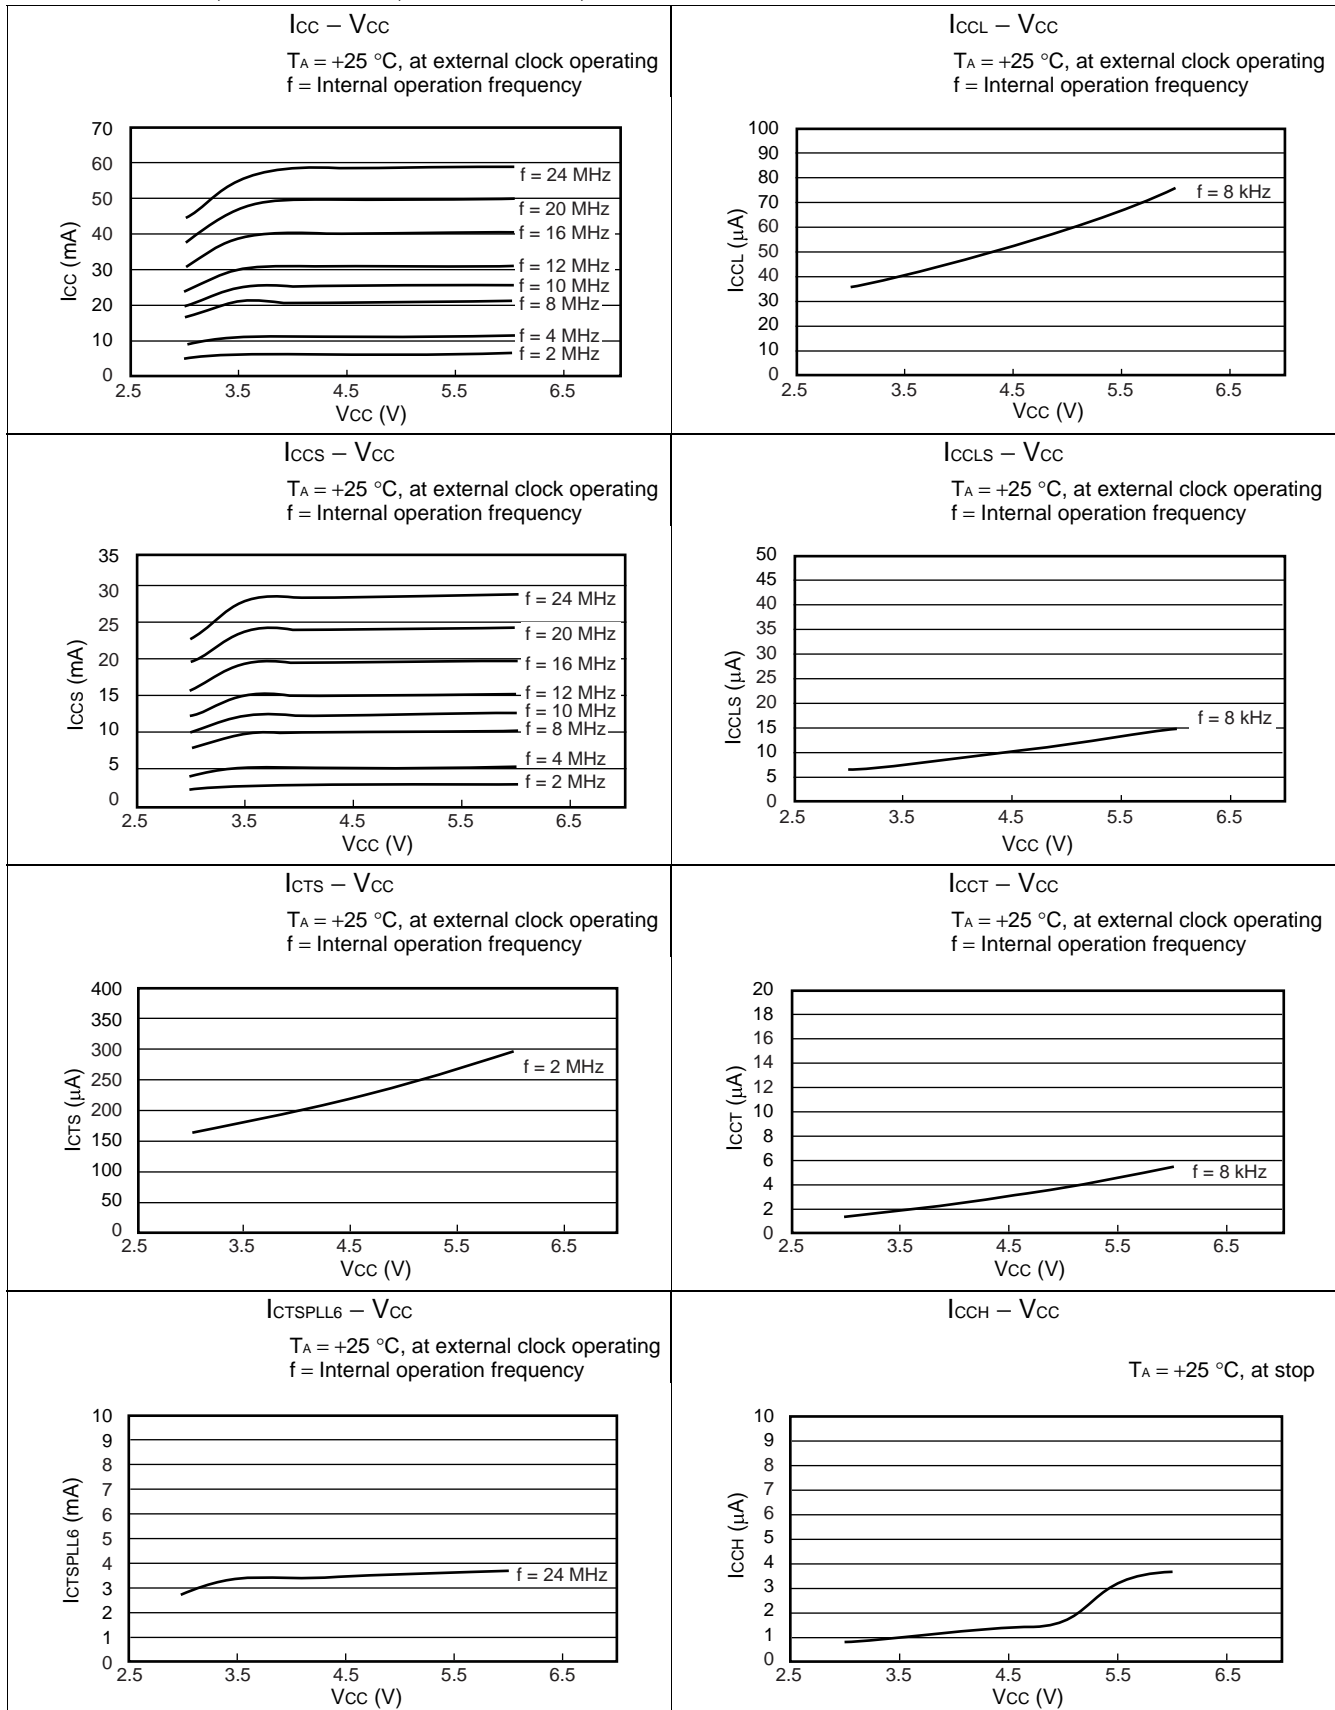 ICC – VCC
TA = +25 °C, at external clock operating
f = Internal operation frequency
70
60
50
40
30
20
10
0
ICC (mA)
f = 24 MHz
f = 20 MHz
f = 16 MHz
f = 12 MHz
f = 10 MHz
f = 8 MHz
f = 4 MHz
f = 2 MHz
2.5 3.5 4.5 5.5 6.5
VCC (V)
ICCL – VCC
TA = +25 °C, at external clock operating
f = Internal operation frequency
100
90
80
70
60
50
40
30
20
10
0
ICCL (μA)
f = 8 kHz
2.5 3.5 4.5 5.5 6.5
VCC (V)
ICCS – VCC
TA = +25 °C, at external clock operating
f = Internal operation frequency
35
30
25
20
15
10
5
0
ICCS (mA)
f = 24 MHz
f = 20 MHz
f = 16 MHz
f = 12 MHz
f = 10 MHz
f = 8 MHz
f = 4 MHz
f = 2 MHz
2.5 3.5 4.5 5.5 6.5
VCC (V)
ICCLS – VCC
TA = +25 °C, at external clock operating
f = Internal operation frequency
50
45
40
35
30
25
20
15
10
5
0
ICCLS (μA)
f = 8 kHz
2.5 3.5 4.5 5.5 6.5
VCC (V)
ICTS – VCC
TA = +25 °C, at external clock operating
f = Internal operation frequency
400
350
300
250
200
150
100
50
0
ICTS (μA)
f = 2 MHz
2.5 3.5 4.5 5.5 6.5
VCC (V)
ICCT – VCC
TA = +25 °C, at external clock operating
f = Internal operation frequency
20
18
16
14
12
10
8
6
4
2
0
ICCT (μA)
f = 8 kHz
2.5 3.5 4.5 5.5 6.5
VCC (V)
ICTSPLL6 – VCC
TA = +25 °C, at external clock operating
f = Internal operation frequency
10
9
8
7
6
5
4
3
2
1
0
ICTSPLL6 (mA)
f = 24 MHz
2.5 3.5 4.5 5.5 6.5
VCC (V)
ICCH – VCC
TA = +25 °C, at stop
10
9
8
7
6
5
4
3
2
1
0
ICCH (μA)
2.5 3.5 4.5 5.5 6.5
VCC (V)